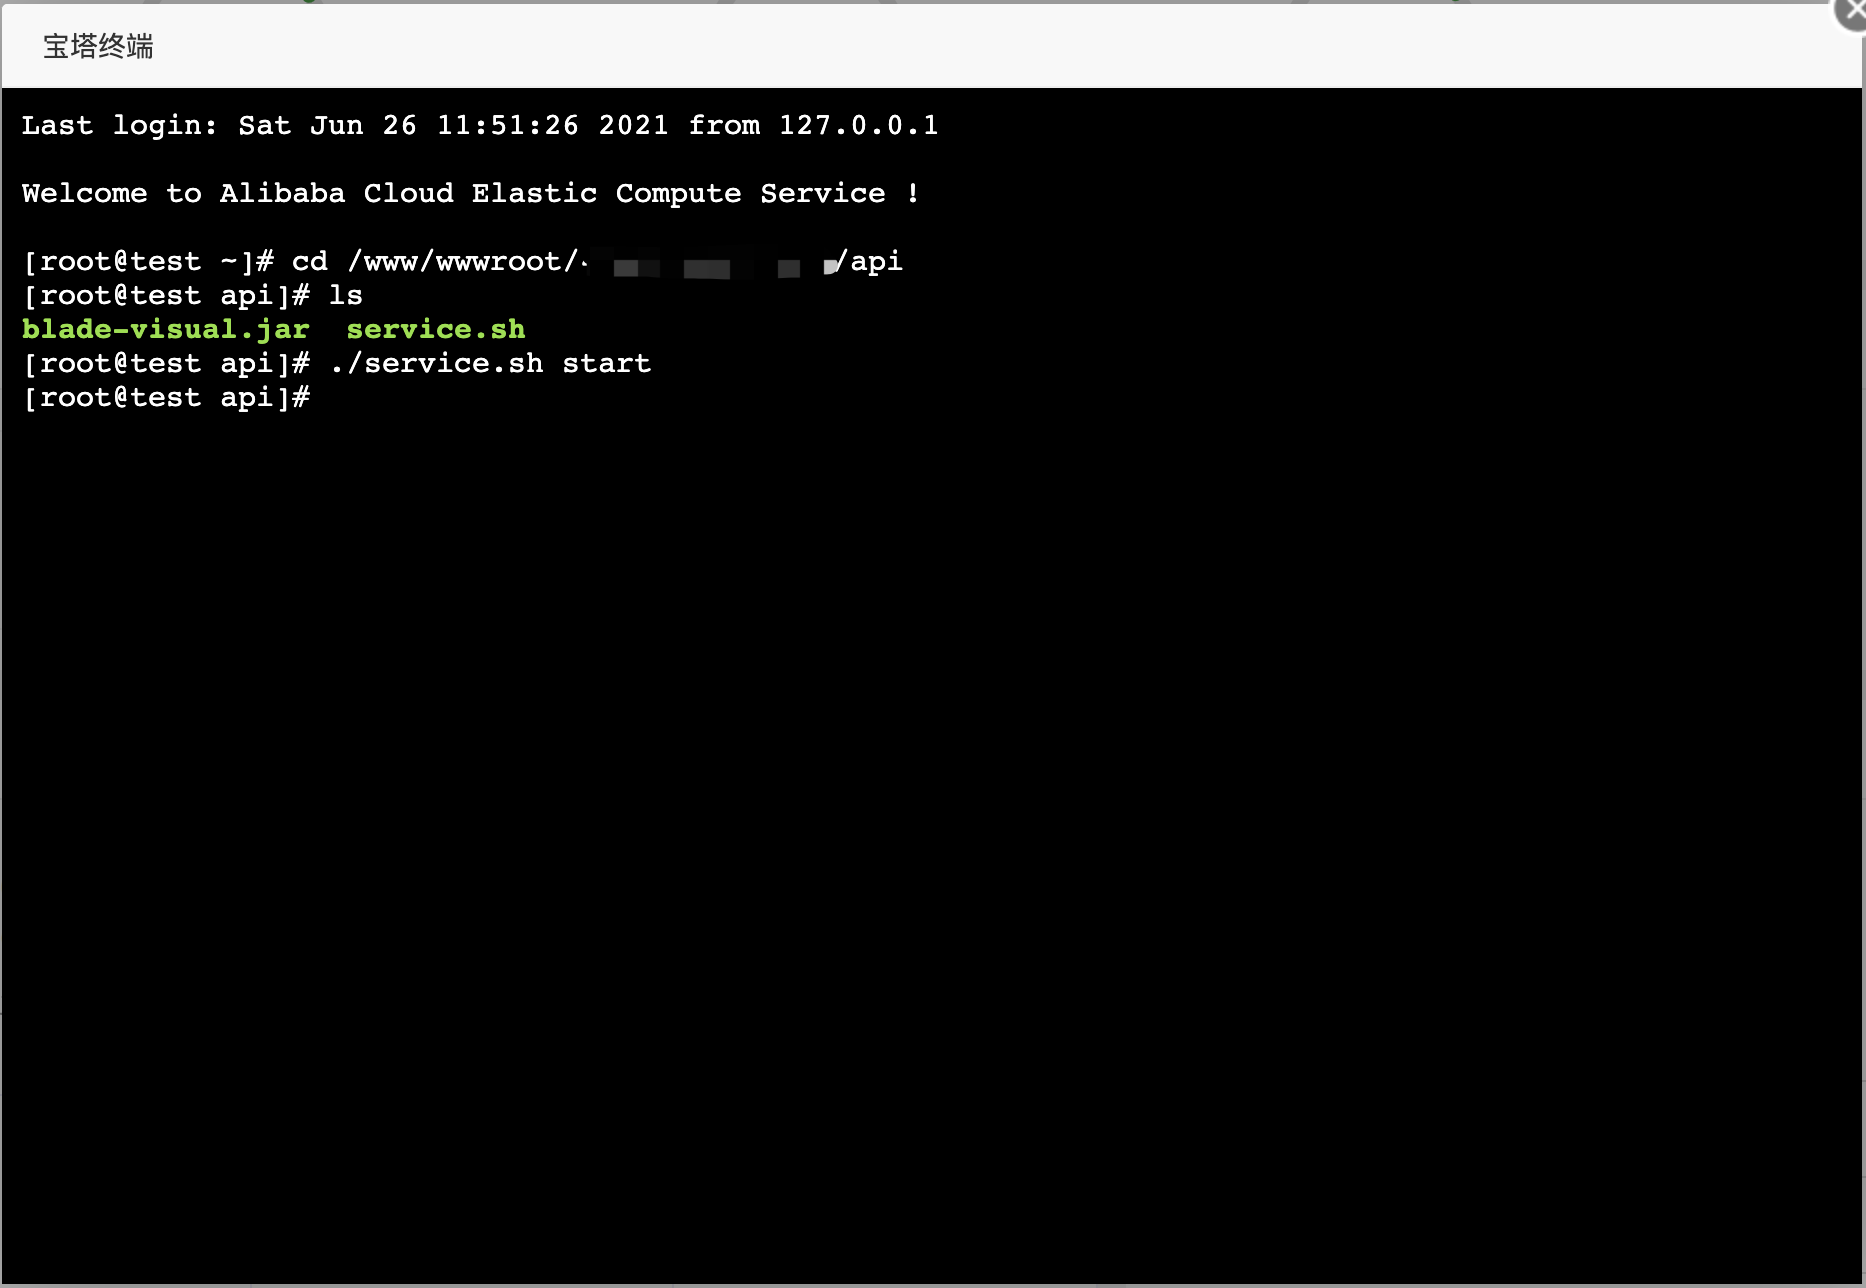 宝塔终端
Last login: Sat Jun 26 11:51:26 2021 from 127.0.0.1
Welcome to Alibaba Cloud Elastic Compute Service !
[root@test ~]# cd /www/wwwroot/ /api
[root@test api]# ls
blade-visual.jar  service.sh
[root@test api]# ./service.sh start
[root@test api]#